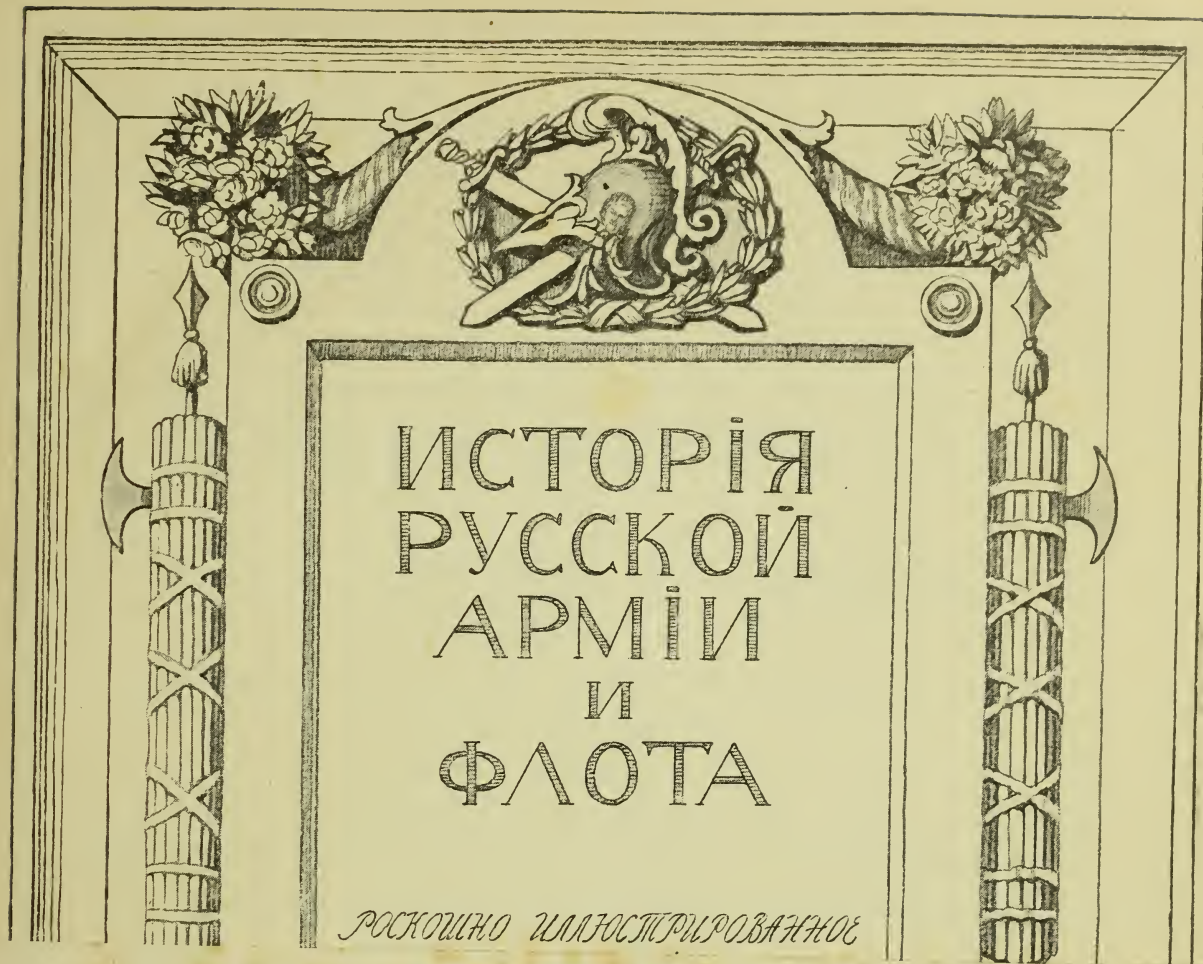 ИСТОРІЯ
РУССКОЙ
АРМІИ
И
ФЛОТА
РОСКОШНО ИЛЛЮСТРИРОВАННОЕ